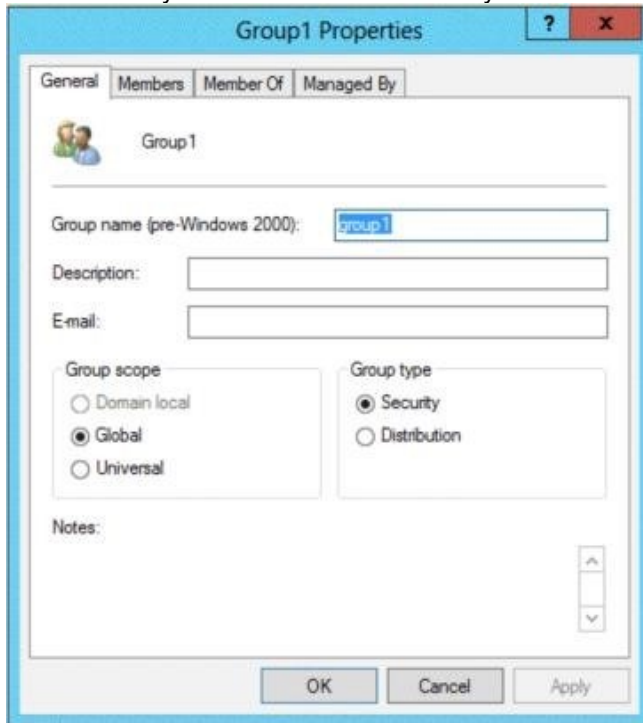 Group1 Properties
?
x
General Members Member Of Managed By
Group1
Group name (pre-Windows 2000): group1
Description:
E-mail:
Group scope Group type
Domain local Security
Global Distribution
Universal
Notes:
OK Cancel Apply